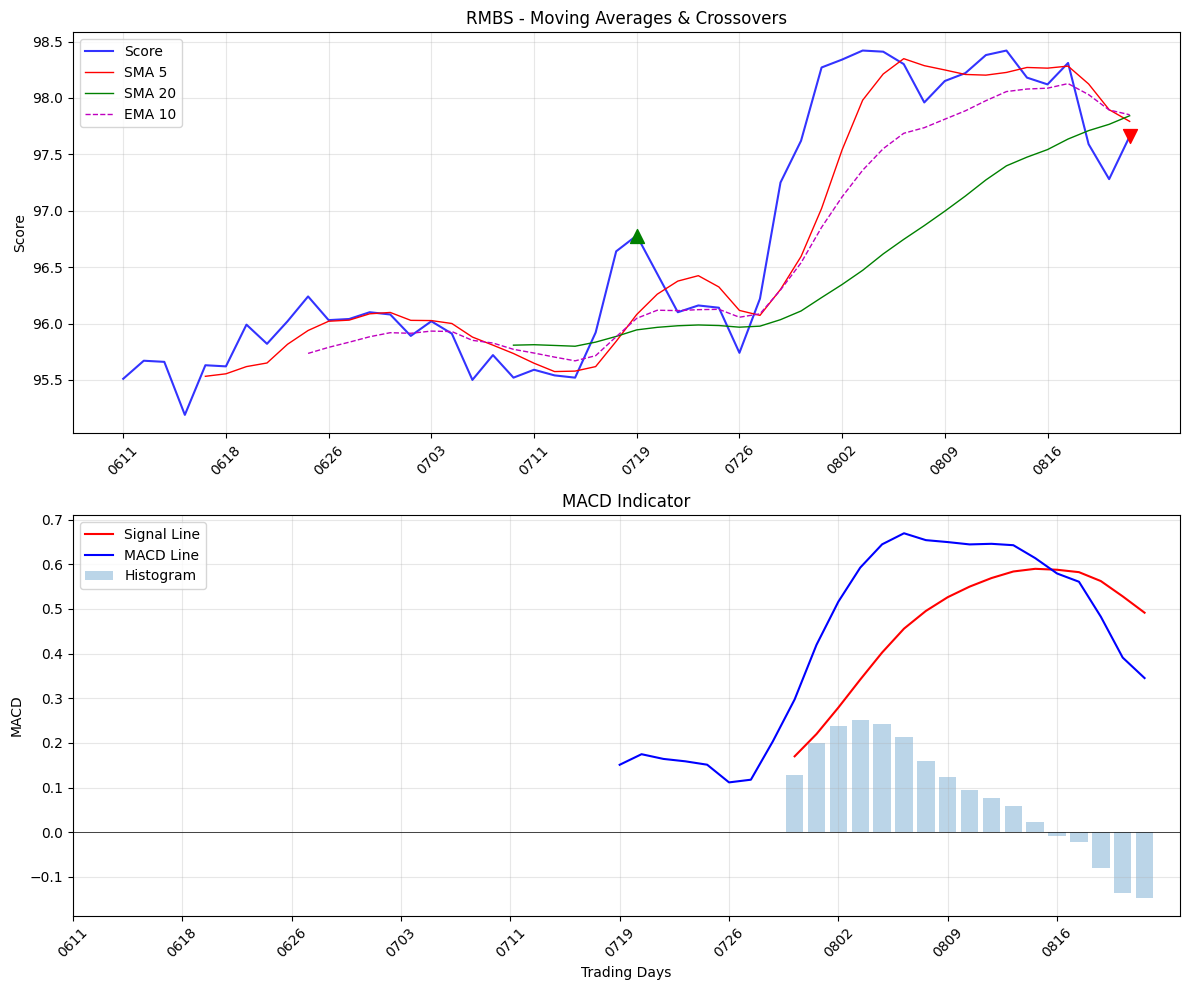 RMBS - Moving Averages & Crossovers
Score
SMA 5
SMA 20
EMA 10
98.5
98.0
97.5
97.0
96.5
96.0
95.5
Score
0611 0618 0626 0703 0711 0719 0726 0802 0809 0816
MACD Indicator
Signal Line
MACD Line
Histogram
0.7
0.6
0.5
0.4
0.3
0.2
0.1
0.0
−0.1
MACD
0611 0618 0626 0703 0711 0719 0726 0802 0809 0816
Trading Days